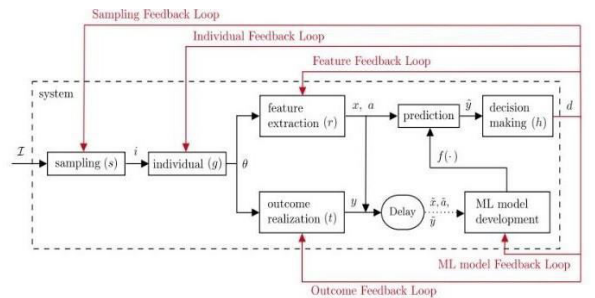 Sampling Feedback Loop
Individual Feedback Loop
Feature Feedback Loop
system
feature
extraction (r)
x, a
prediction
ŷ
decision
making (h)
d
I
sampling (s)
i
individual (g)
θ
f(·)
outcome
realization (t)
y
Delay
x̃, ã,
ỹ
ML model
development
ML model Feedback Loop
Outcome Feedback Loop